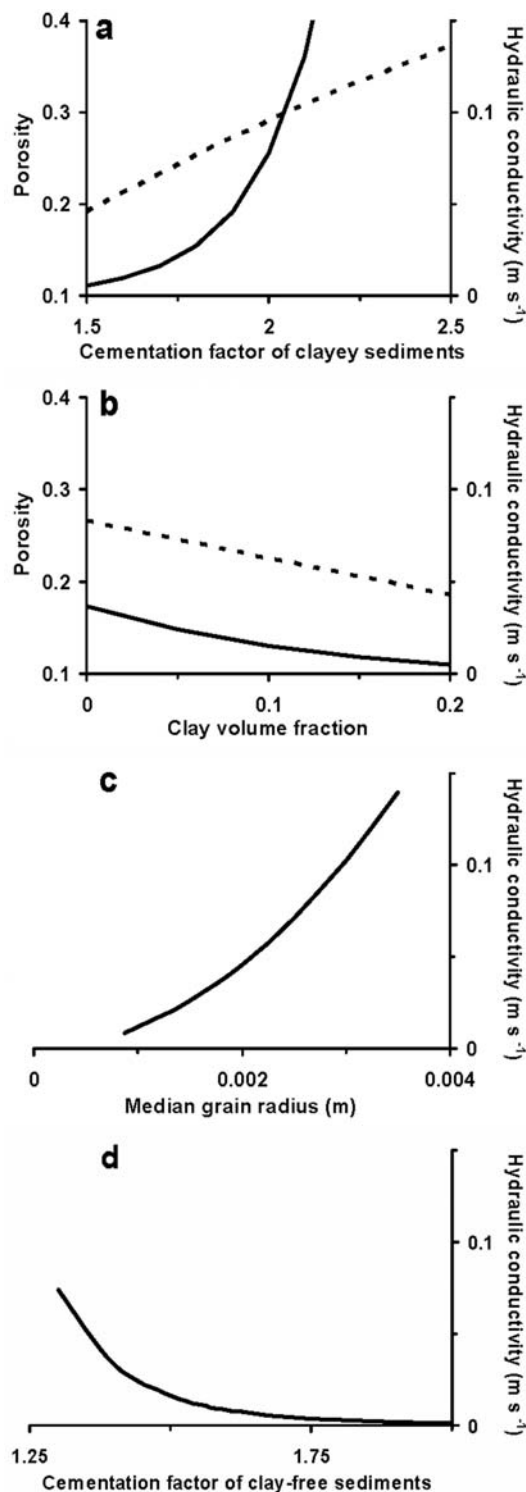 a
0.4
0.3
0.2
0.1
Porosity
0.1
0
Hydraulic conductivity (m s⁻¹)
1.5
2
2.5
Cementation factor of clayey sediments
b
0.4
0.3
0.2
0.1
Porosity
0.1
0
Hydraulic conductivity (m s⁻¹)
0
0.1
0.2
Clay volume fraction
c
0.1
0
Hydraulic conductivity (m s⁻¹)
0
0.002
0.004
Median grain radius (m)
d
0.1
0
Hydraulic conductivity (m s⁻¹)
1.25
1.75
Cementation factor of clay-free sediments